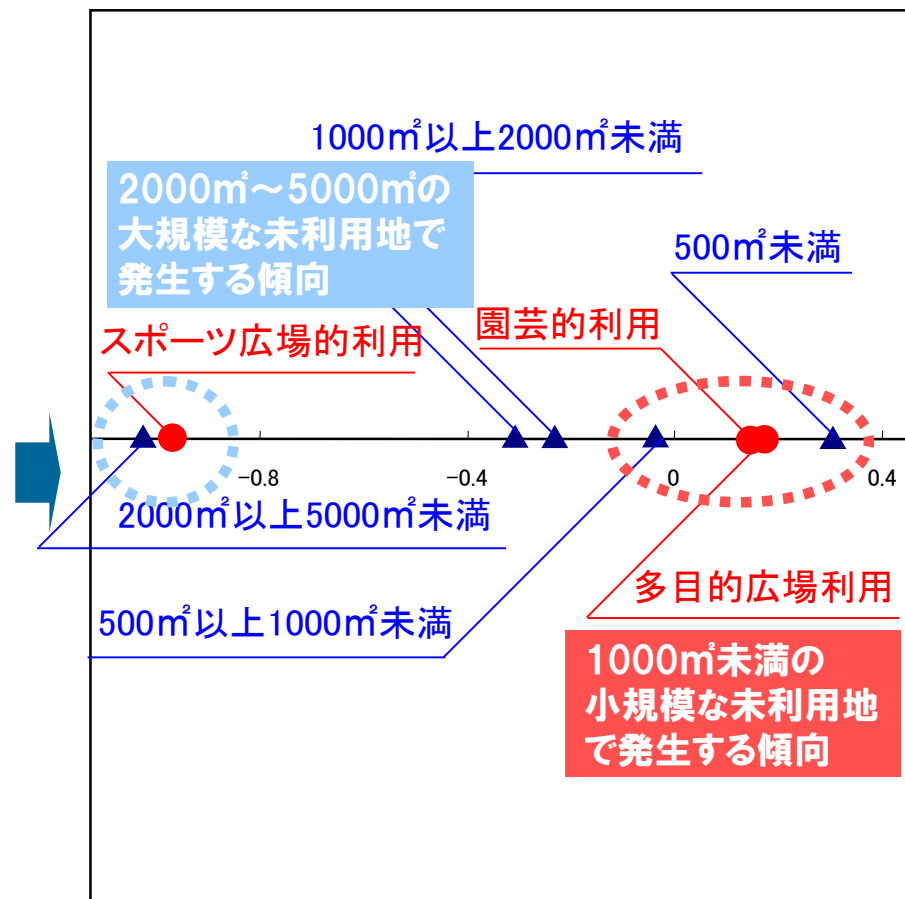 1000㎡以上2000㎡未満
2000㎡～5000㎡の
大規模な未利用地で
発生する傾向
500㎡未満
スポーツ広場的利用
園芸的利用
-0.8
-0.4
0
0.4
2000㎡以上5000㎡未満
500㎡以上1000㎡未満
多目的広場利用
1000㎡未満の
小規模な未利用地
で発生する傾向